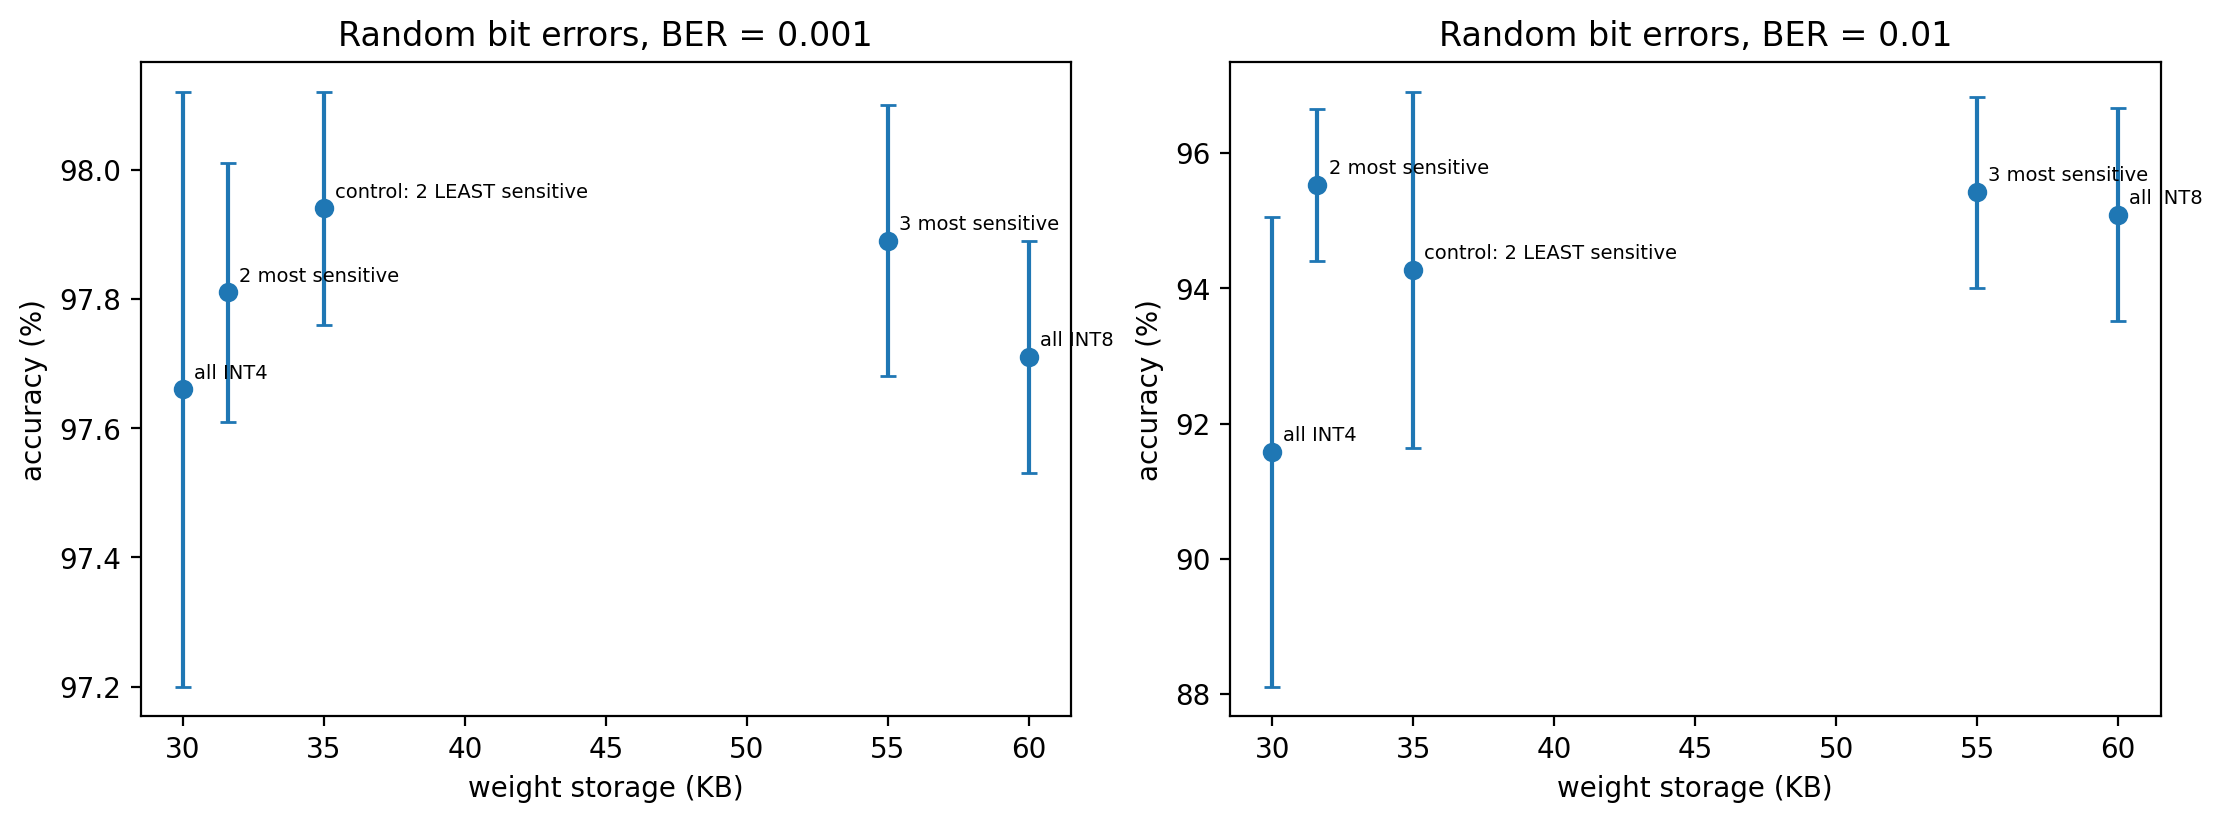 Random bit errors, BER = 0.001
98.0
97.8
97.6
97.4
97.2
accuracy (%)
control: 2 LEAST sensitive
3 most sensitive
2 most sensitive
all INT8
all INT4
30 35 40 45 50 55 60
weight storage (KB)
Random bit errors, BER = 0.01
96
94
92
90
88
accuracy (%)
2 most sensitive
3 most sensitive
all INT8
control: 2 LEAST sensitive
all INT4
30 35 40 45 50 55 60
weight storage (KB)